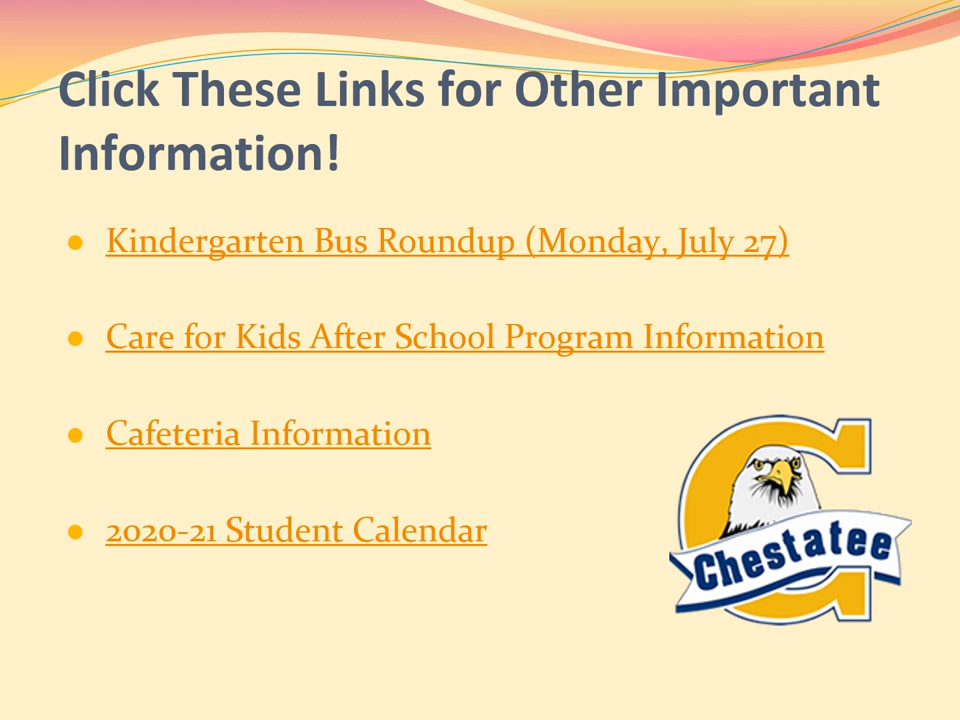 Click These Links for Other Important
Information!
● Kindergarten Bus Roundup (Monday, July 27)
● Care for Kids After School Program Information
● Cafeteria Information
● 2020-21 Student Calendar
C
Chestatee